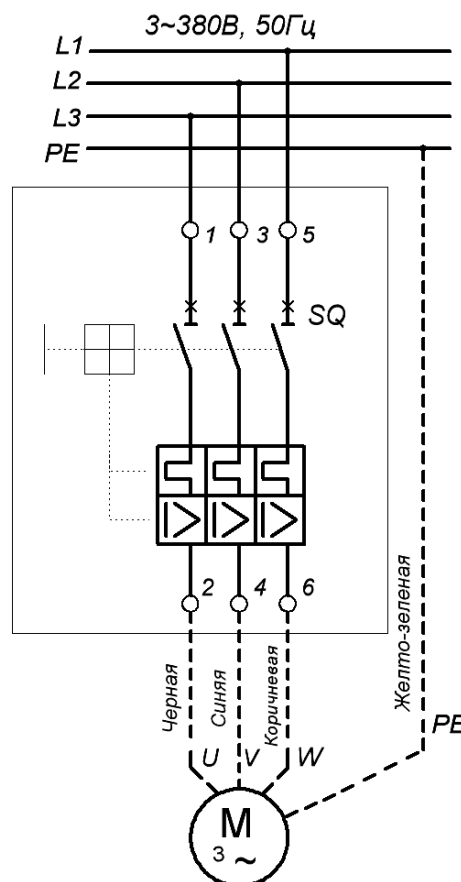 3~380В, 50Гц
L1
L2
L3
PE
1 3 5
SQ
2 4 6
Черная
Синяя
Коричневая
Желто-зеленая
PE
U V W
M
3 ~